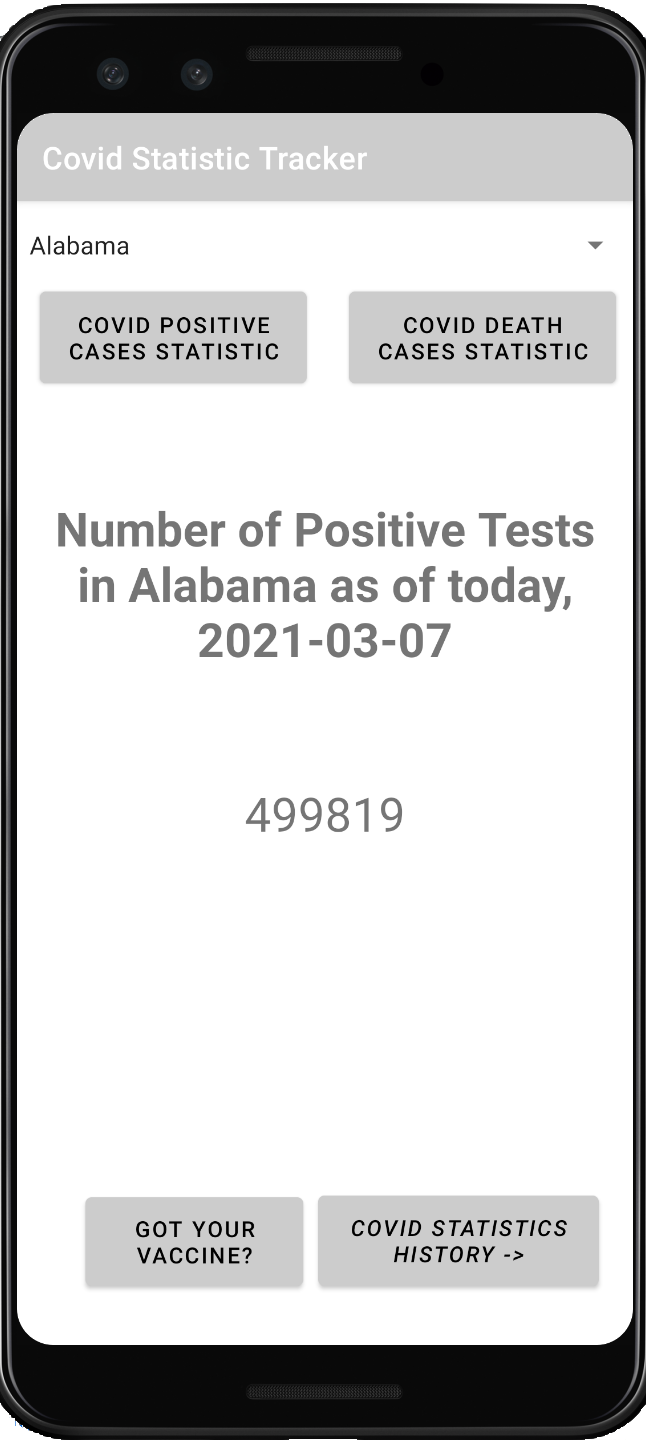 Covid Statistic Tracker
Alabama
COVID POSITIVE
CASES STATISTIC
COVID DEATH
CASES STATISTIC
Number of Positive Tests
in Alabama as of today,
2021-03-07
499819
GOT YOUR
VACCINE?
COVID STATISTICS
HISTORY ->